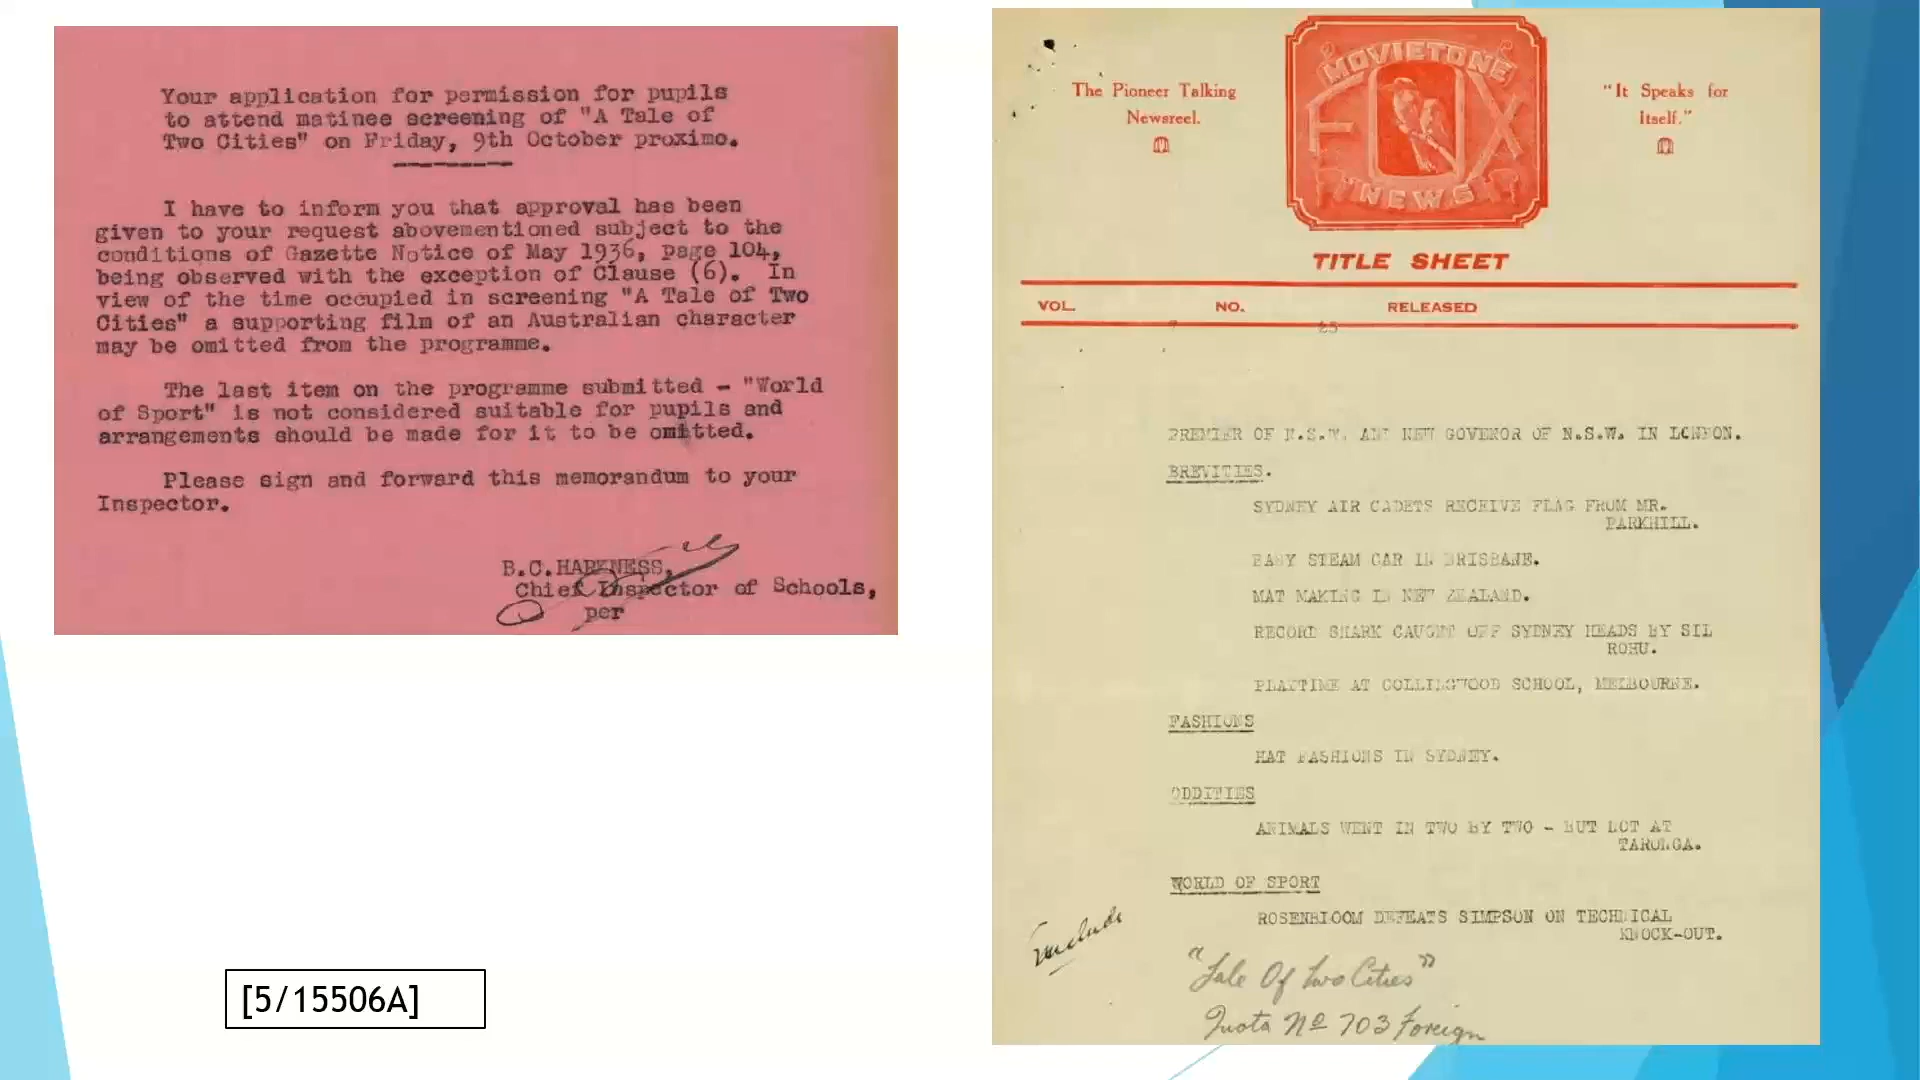 Your application for permission for pupils
to attend matinee screening of "A Tale of
Two Cities" on Friday, 9th October proximo.
I have to inform you that approval has been
given to your request abovementioned subject to the
conditions of Gazette Notice of May 1936, page 104,
being observed with the exception of Clause (6). In
view of the time occupied in screening "A Tale of Two
Cities" a supporting film of an Australian character
may be omitted from the programme.
The last item on the programme submitted - "World
of Sport" is not considered suitable for pupils and
arrangements should be made for it to be omitted.
Please sign and forward this memorandum to your
Inspector.
B.C.HARKNESS,
Chief Inspector of Schools,
per
[5/15506A]
The Pioneer Talking
Newsreel.
MOVIETONE
FOX
NEWS
"It Speaks for
Itself."
TITLE SHEET
VOL. NO. RELEASED
PREMIER OF N.S.W. AND NEW GOVENOR OF N.S.W. IN LONDON.
BREVITIES.
SYDNEY AIR CADETS RECEIVE FLAG FROM MR.
PARKHILL.
BABY STEAM CAR IN BRISBANE.
MAT MAKING IN NEW ZEALAND.
RECORD SHARK CAUGHT OFF SYDNEY HEADS BY SIL
ROHU.
PLAYTIME AT COLLINGWOOD SCHOOL, MELBOURNE.
FASHIONS
HAT FASHIONS IN SYDNEY.
ODDITIES
ANIMALS WENT IN TWO BY TWO - BUT NOT AT
TARONGA.
WORLD OF SPORT
ROSENBLOOM DEFEATS SIMPSON ON TECHNICAL
KNOCK-OUT.
"Tale Of Two Cities"
Quota No 703 Foreign